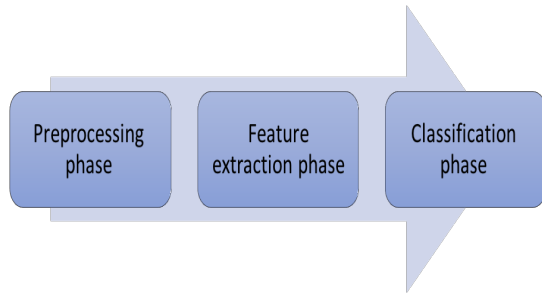 Preprocessing
phase
Feature
extraction phase
Classification
phase